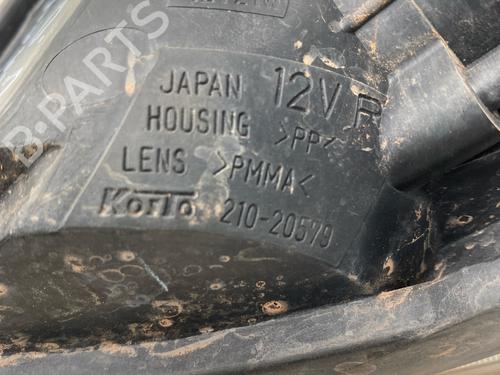 JAPAN 12V R
HOUSING >PP<
LENS >PMMA<
KOITO 210-20579
B-PARTS